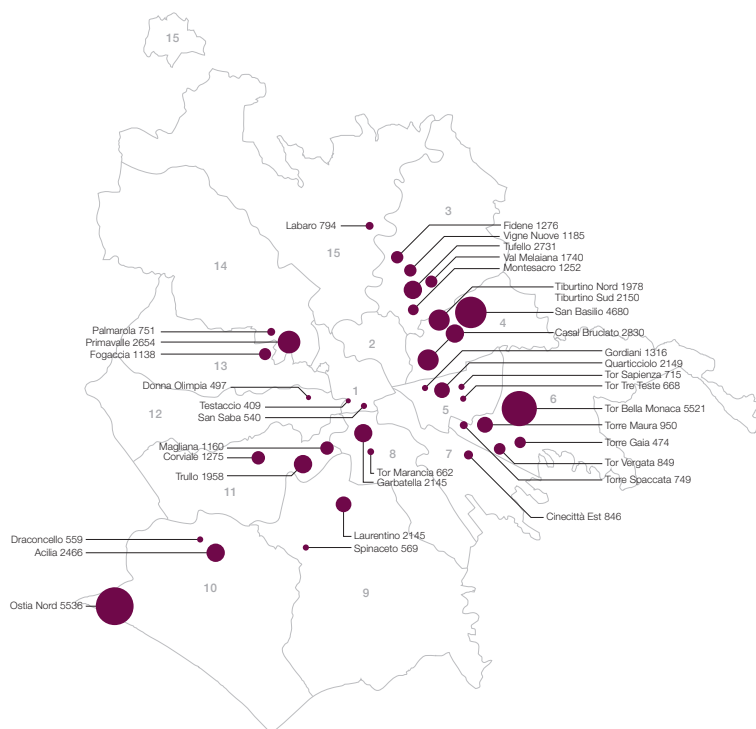 15
3
Labaro 794
Fidene 1276
Vigne Nuove 1185
Tufello 2731
Val Melaiana 1740
Montesacro 1252
15
14
Tiburtino Nord 1978
Tiburtino Sud 2150
San Basilio 4680
4
Casal Bruciato 2830
Palmarola 751
Primavalle 2654
Fogaccia 1138
2
13
Gordiani 1316
Quarticciolo 2149
Tor Sapienza 715
Tor Tre Teste 668
Donna Olimpia 497
1
Testaccio 409
San Saba 540
12
5
6
Tor Bella Monaca 5521
Torre Maura 950
Torre Gaia 474
Magliana 1160
Corviale 1275
Trullo 1958
8
7
Tor Vergata 849
Torre Spaccata 749
Tor Marancia 662
Garbatella 2145
11
Cinecittà Est 846
Laurentino 2145
Spinaceto 569
Draconcello 559
Acilia 2466
10
9
Ostia Nord 5536